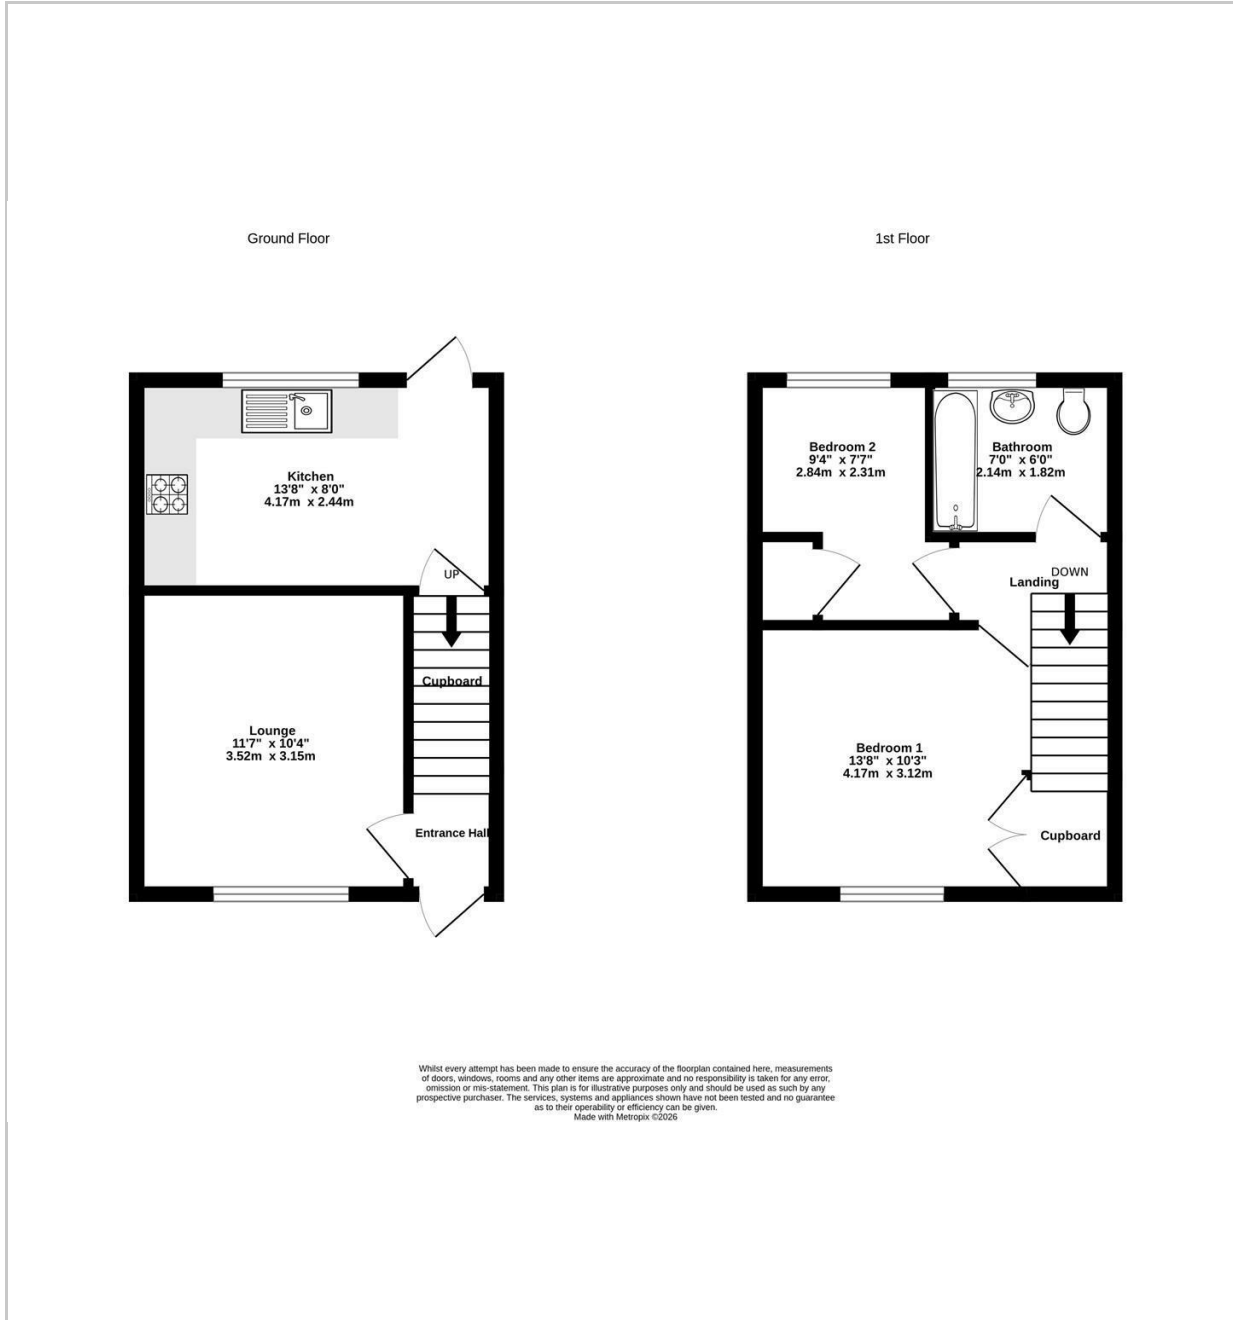 Ground Floor
1st Floor
Kitchen
13'8" x 8'0"
4.17m x 2.44m
UP
Cupboard
Lounge
11'7" x 10'4"
3.52m x 3.15m
Entrance Hall
Bedroom 2
9'4" x 7'7"
2.84m x 2.31m
Bathroom
7'0" x 6'0"
2.14m x 1.82m
DOWN
Landing
Bedroom 1
13'8" x 10'3"
4.17m x 3.12m
Cupboard
Whilst every attempt has been made to ensure the accuracy of the floorplan contained here, measurements
of doors, windows, rooms and any other items are approximate and no responsibility is taken for any error,
omission or mis-statement. This plan is for illustrative purposes only and should be used as such by any
prospective purchaser. The services, systems and appliances shown have not been tested and no guarantee
as to their operability or efficiency can be given.
Made with Metropix ©2026